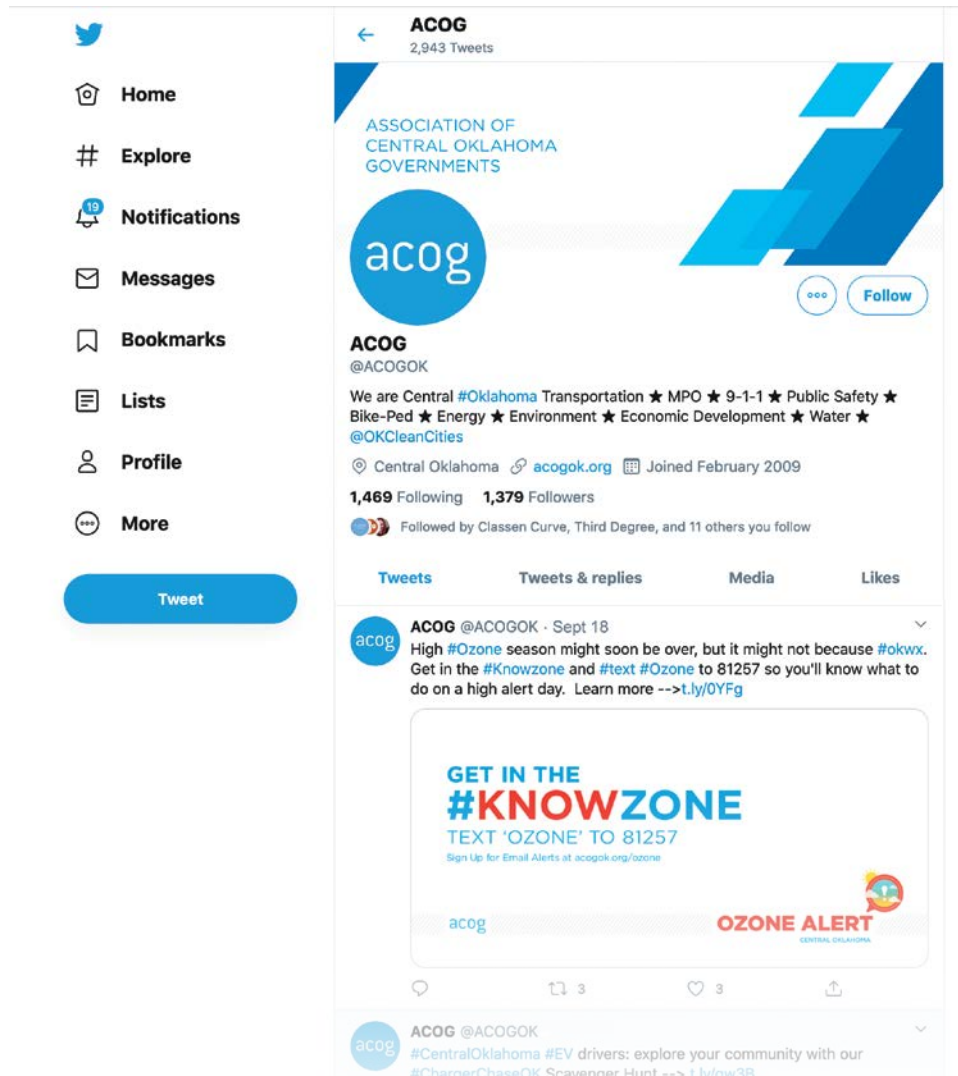 ACOG
2,943 Tweets
Home
Explore
19
Notifications
Messages
Bookmarks
Lists
Profile
More
Tweet
ASSOCIATION OF
CENTRAL OKLAHOMA
GOVERNMENTS
acog
Follow
ACOG
@ACOGOK
We are Central #Oklahoma Transportation ★ MPO ★ 9-1-1 ★ Public Safety ★
Bike-Ped ★ Energy ★ Environment ★ Economic Development ★ Water ★
@OKCleanCities
Central Oklahoma acogok.org Joined February 2009
1,469 Following 1,379 Followers
Followed by Classen Curve, Third Degree, and 11 others you follow
Tweets Tweets & replies Media Likes
acog
ACOG @ACOGOK · Sept 18
High #Ozone season might soon be over, but it might not because #okwx.
Get in the #Knowzone and #text #Ozone to 81257 so you'll know what to
do on a high alert day. Learn more -->t.ly/0YFg
GET IN THE
#KNOWZONE
TEXT 'OZONE' TO 81257
Sign Up for Email Alerts at acogok.org/ozone
acog
OZONE ALERT
CENTRAL OKLAHOMA
3 3
acog
ACOG @ACOGOK
#CentralOklahoma #EV drivers: explore your community with our
#ChargerChaseOK Scavenger Hunt --> t.ly/ow3B